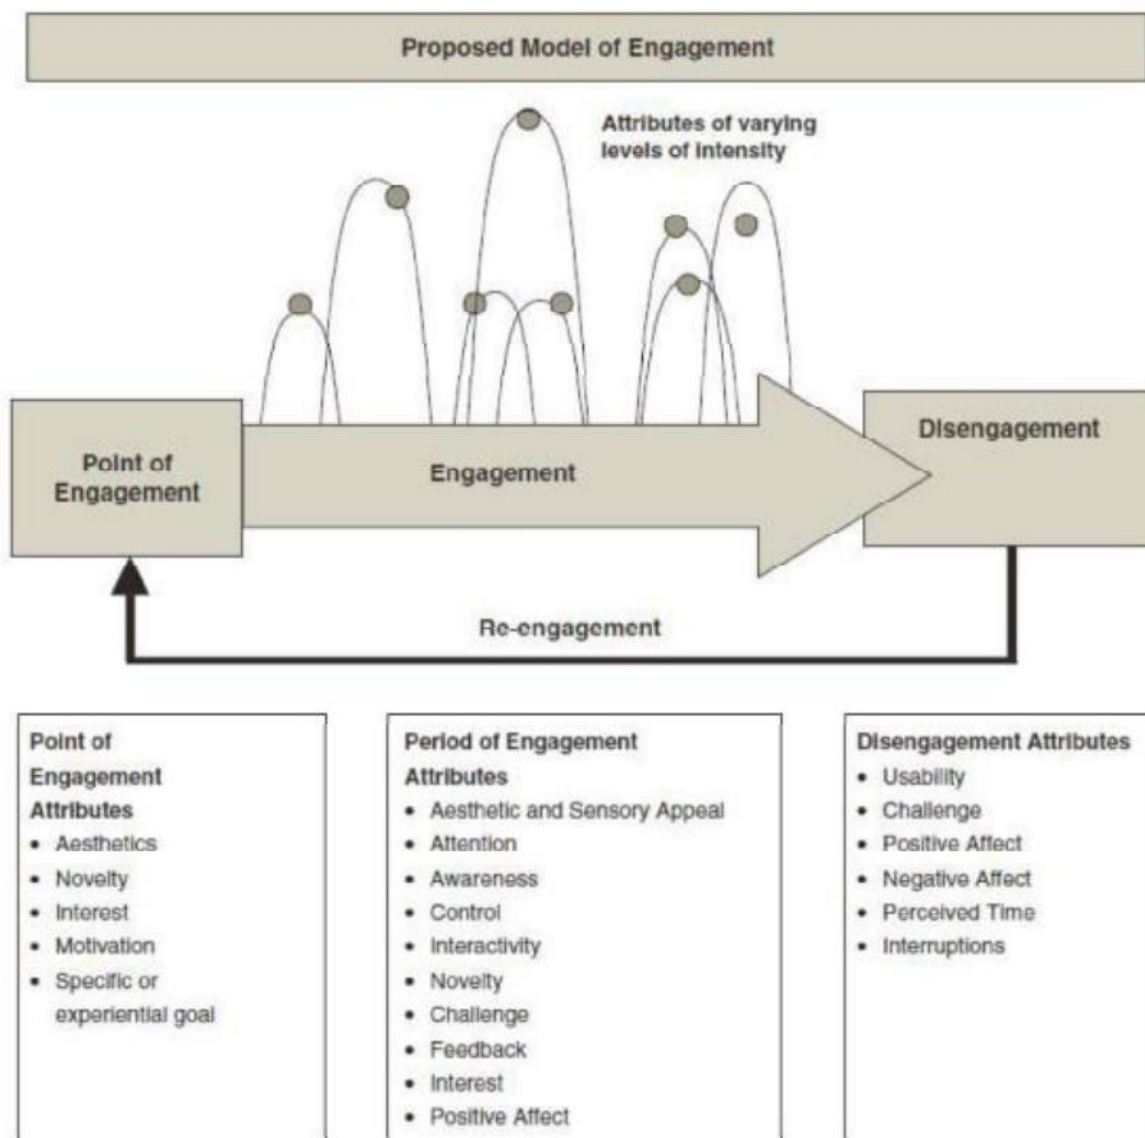 Proposed Model of Engagement
Attributes of varying
levels of intensity
Point of
Engagement
Engagement
Disengagement
Re-engagement
Point of
Engagement
Attributes
• Aesthetics
• Novelty
• Interest
• Motivation
• Specific or
experiential goal
Period of Engagement
Attributes
• Aesthetic and Sensory Appeal
• Attention
• Awareness
• Control
• Interactivity
• Novelty
• Challenge
• Feedback
• Interest
• Positive Affect
Disengagement Attributes
• Usability
• Challenge
• Positive Affect
• Negative Affect
• Perceived Time
• Interruptions